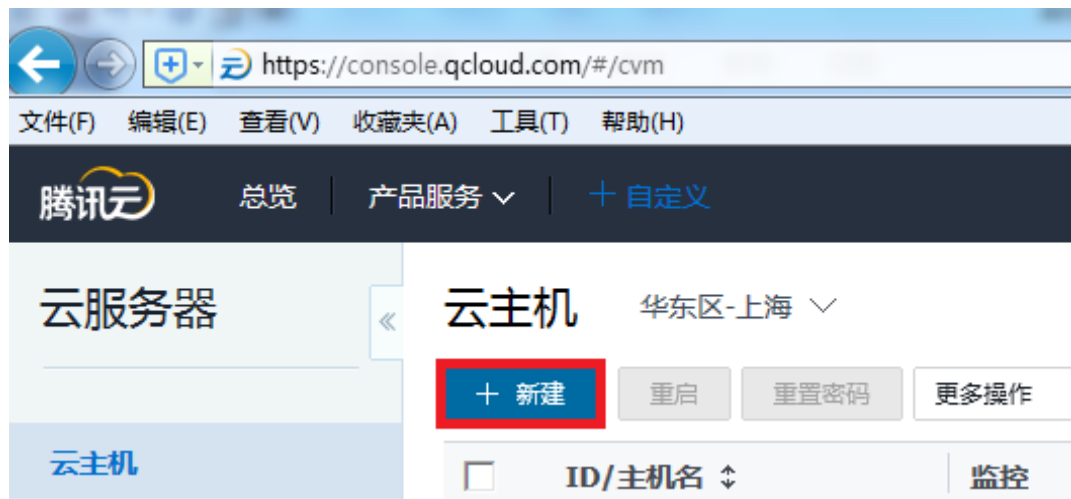 https://console.qcloud.com/#/cvm
文件(F) 编辑(E) 查看(V) 收藏夹(A) 工具(T) 帮助(H)
腾讯云 总览 产品服务 + 自定义
云服务器 云主机 华东区-上海
+ 新建 重启 重置密码 更多操作
云主机 ID/主机名 监控